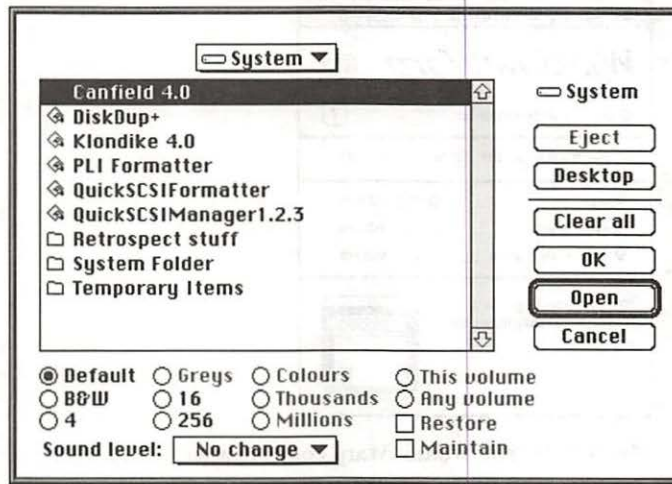 System
Canfield 4.0
DiskDup+
Klondike 4.0
PLI Formatter
QuickSCSIFormatter
QuickSCSIManager1.2.3
Retrospect stuff
System Folder
Temporary Items
System
Eject
Desktop
Clear all
OK
Open
Cancel
Default Greys Colours This volume
B&W 16 Thousands Any volume
4 256 Millions Restore
Sound level: No change Maintain